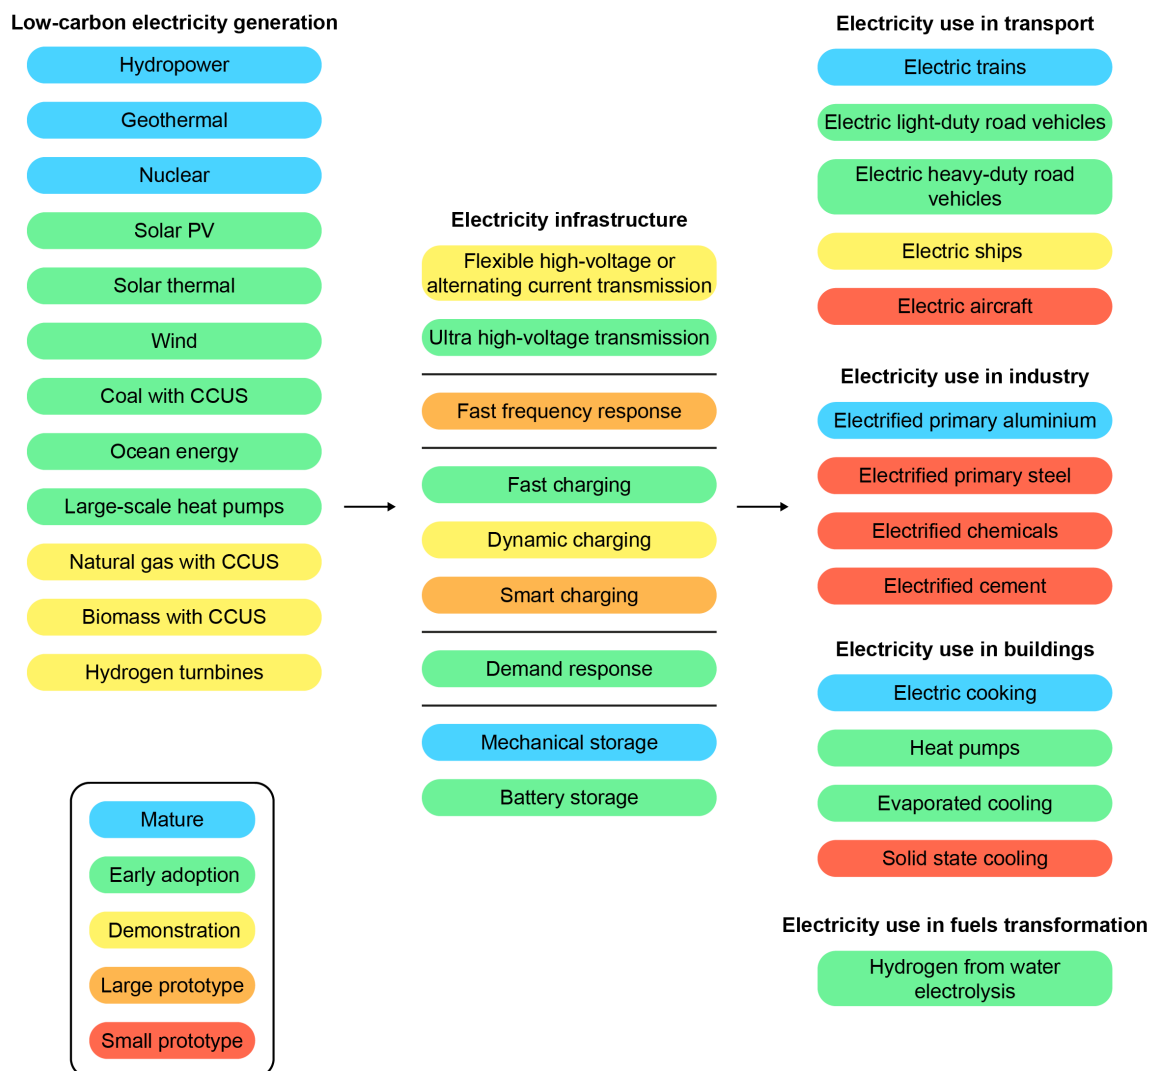 Low-carbon electricity generation
Hydropower
Geothermal
Nuclear
Solar PV
Solar thermal
Wind
Coal with CCUS
Ocean energy
Large-scale heat pumps
Natural gas with CCUS
Biomass with CCUS
Hydrogen turnbines
Mature
Early adoption
Demonstration
Large prototype
Small prototype
Electricity infrastructure
Flexible high-voltage or
alternating current transmission
Ultra high-voltage transmission
Fast frequency response
Fast charging
Dynamic charging
Smart charging
Demand response
Mechanical storage
Battery storage
Electricity use in transport
Electric trains
Electric light-duty road vehicles
Electric heavy-duty road
vehicles
Electric ships
Electric aircraft
Electricity use in industry
Electrified primary aluminium
Electrified primary steel
Electrified chemicals
Electrified cement
Electricity use in buildings
Electric cooking
Heat pumps
Evaporated cooling
Solid state cooling
Electricity use in fuels transformation
Hydrogen from water
electrolysis